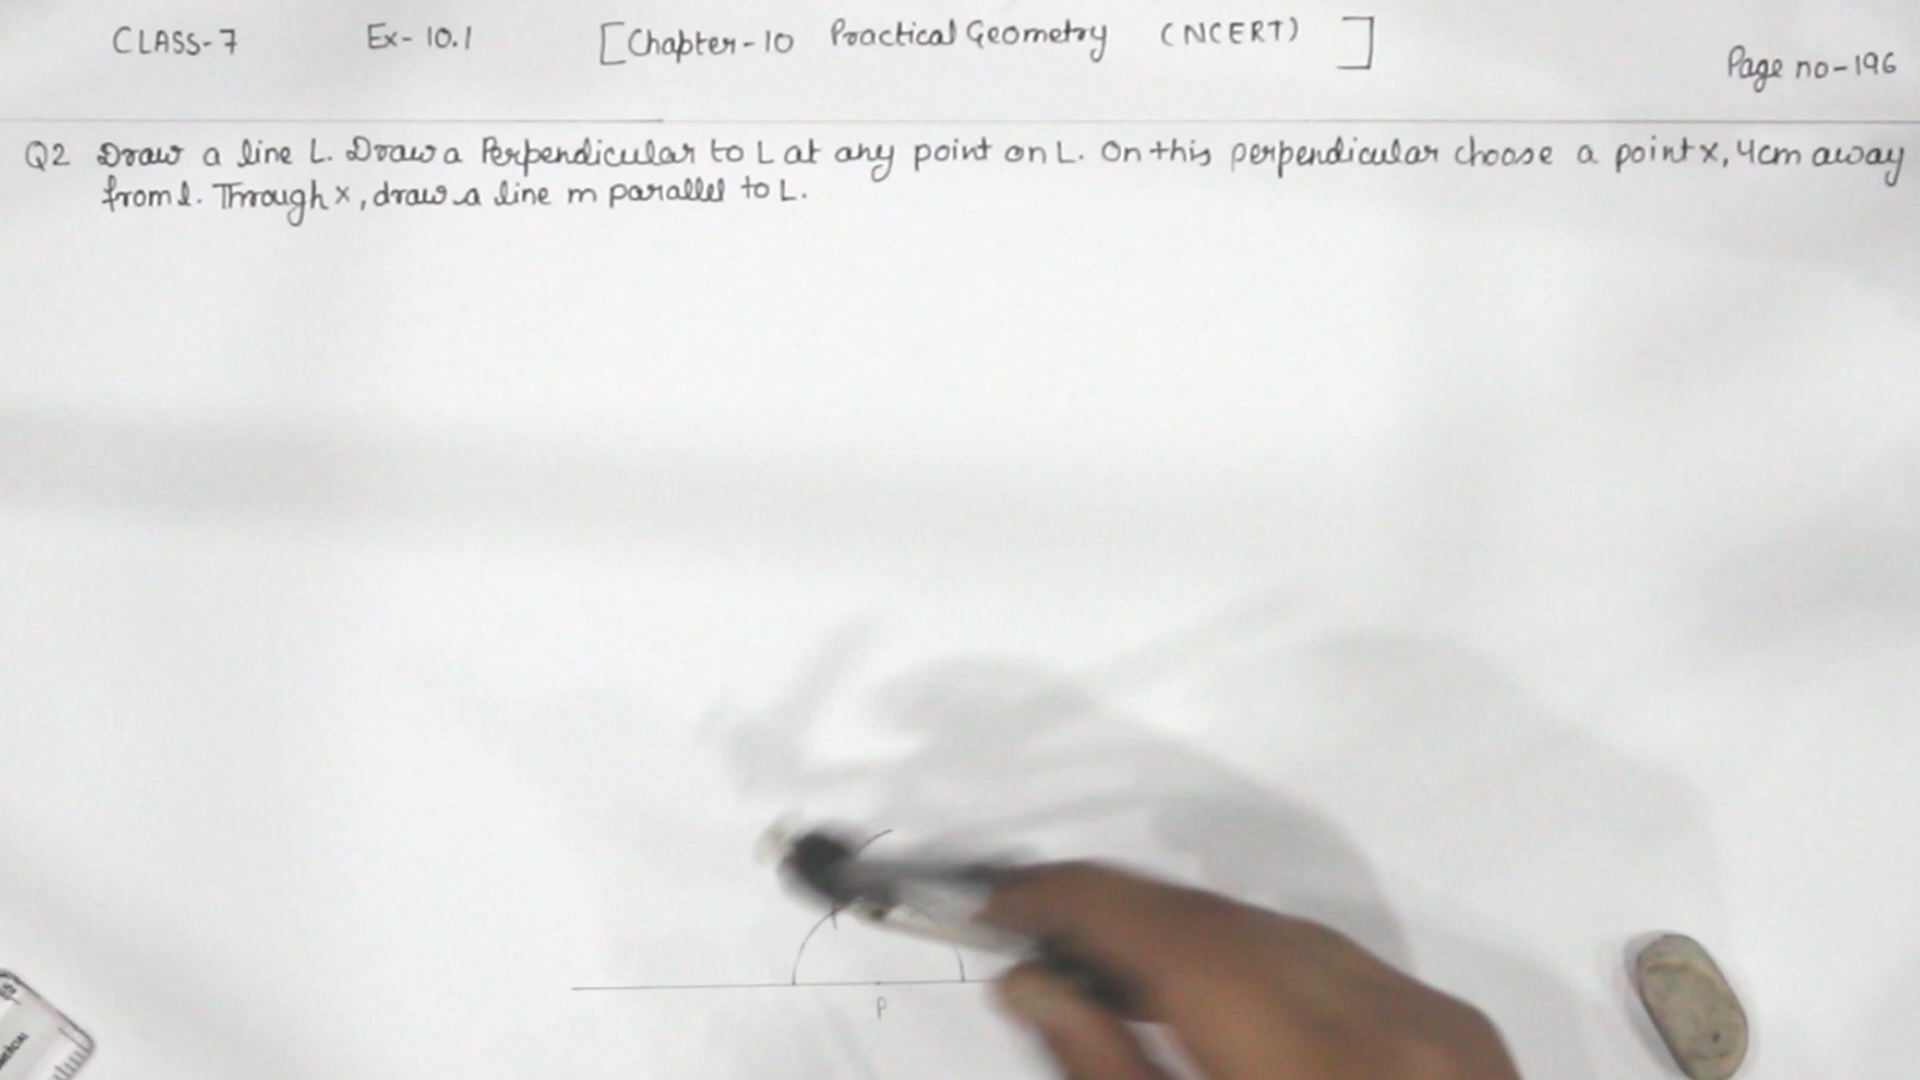 CLASS-7 Ex- 10.1 [Chapter-10 Practical Geometry (NCERT) ]
Page no-196
Q2 Draw a line L. Draw a Perpendicular to L at any point on L. On this perpendicular choose a point x, 4cm away
from l. Through x, draw a line m parallel to L.
P